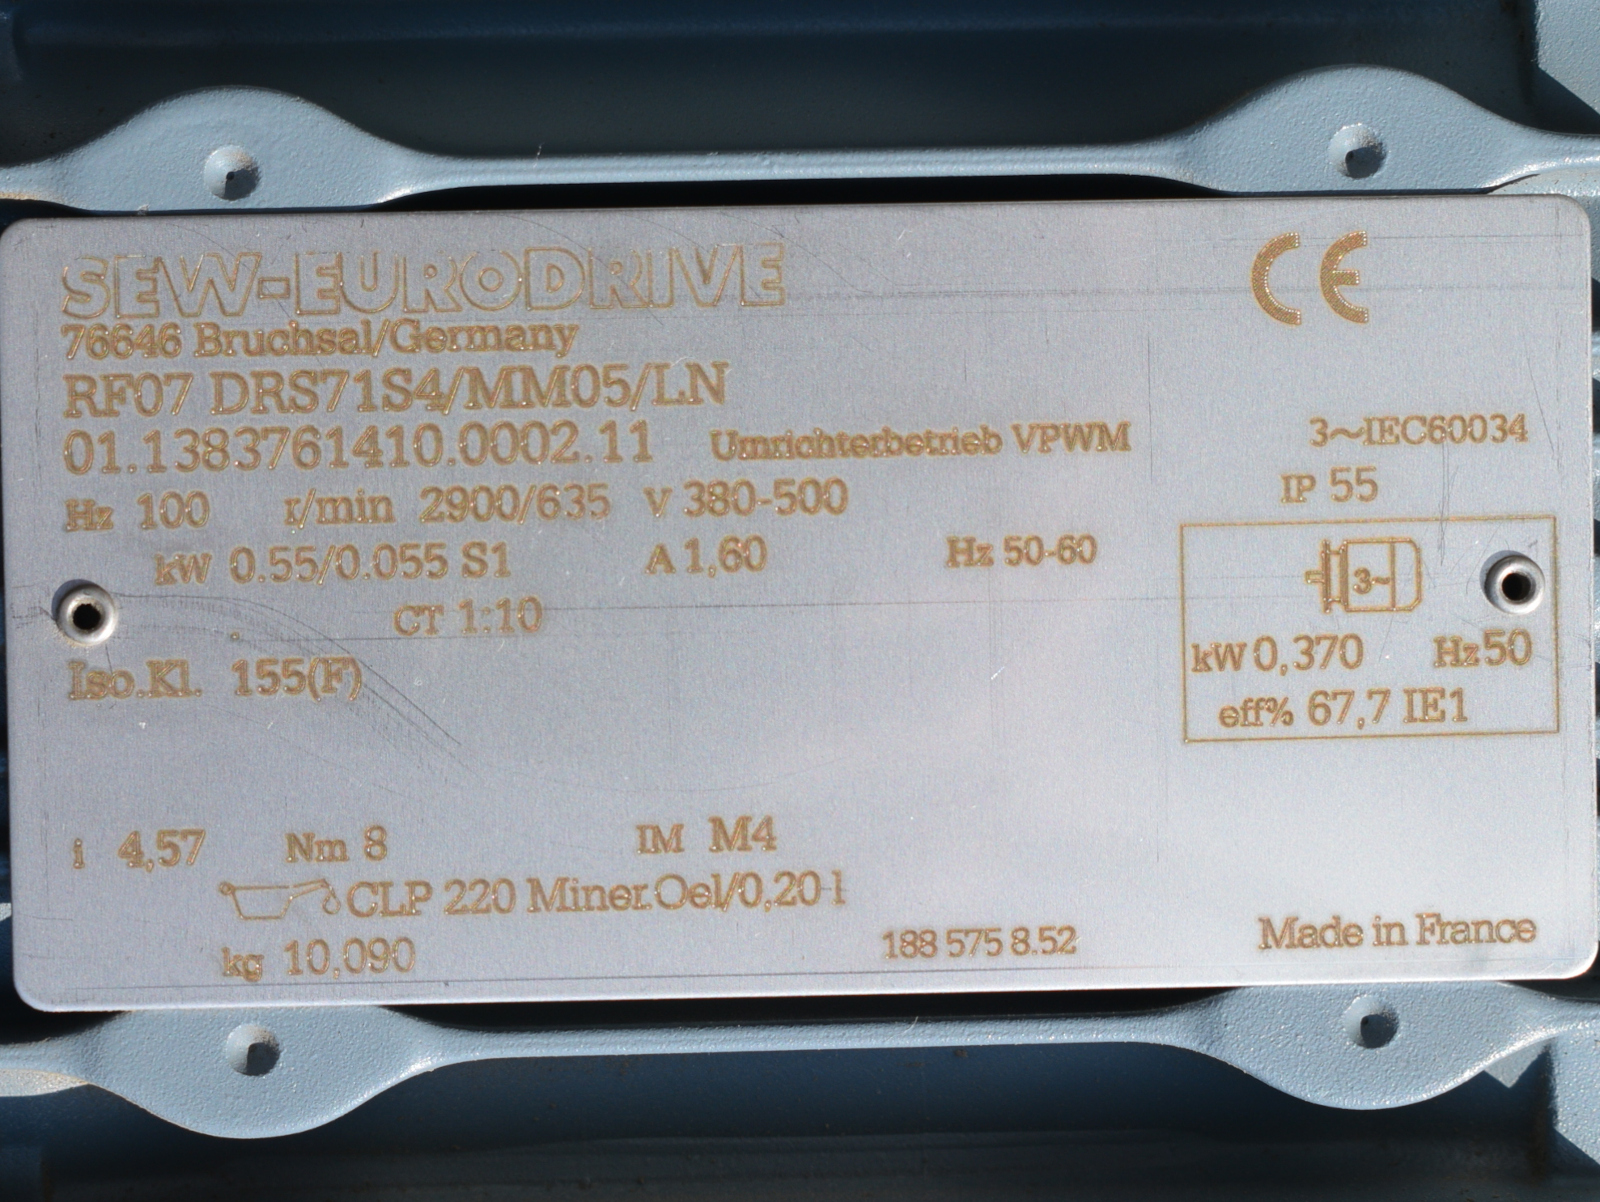 SEW-EURODRIVE
CE
76646 Bruchsal/Germany
RF07 DRS71S4/MM05/LN
01.1383761410.0002.11 Umrichterbetrieb VPWM 3~IEC60034
Hz 100 r/min 2900/635 V 380-500 IP 55
kW 0.55/0.055 S1 A 1,60 Hz 50-60
3~
CT 1:10
kW 0,370 Hz 50
Iso.Kl. 155(F)
eff% 67,7 IE1
i 4,57 Nm 8 IM M4
CLP 220 Miner.Oel/0,20 l
kg 10,090 188 575 8.52 Made in France